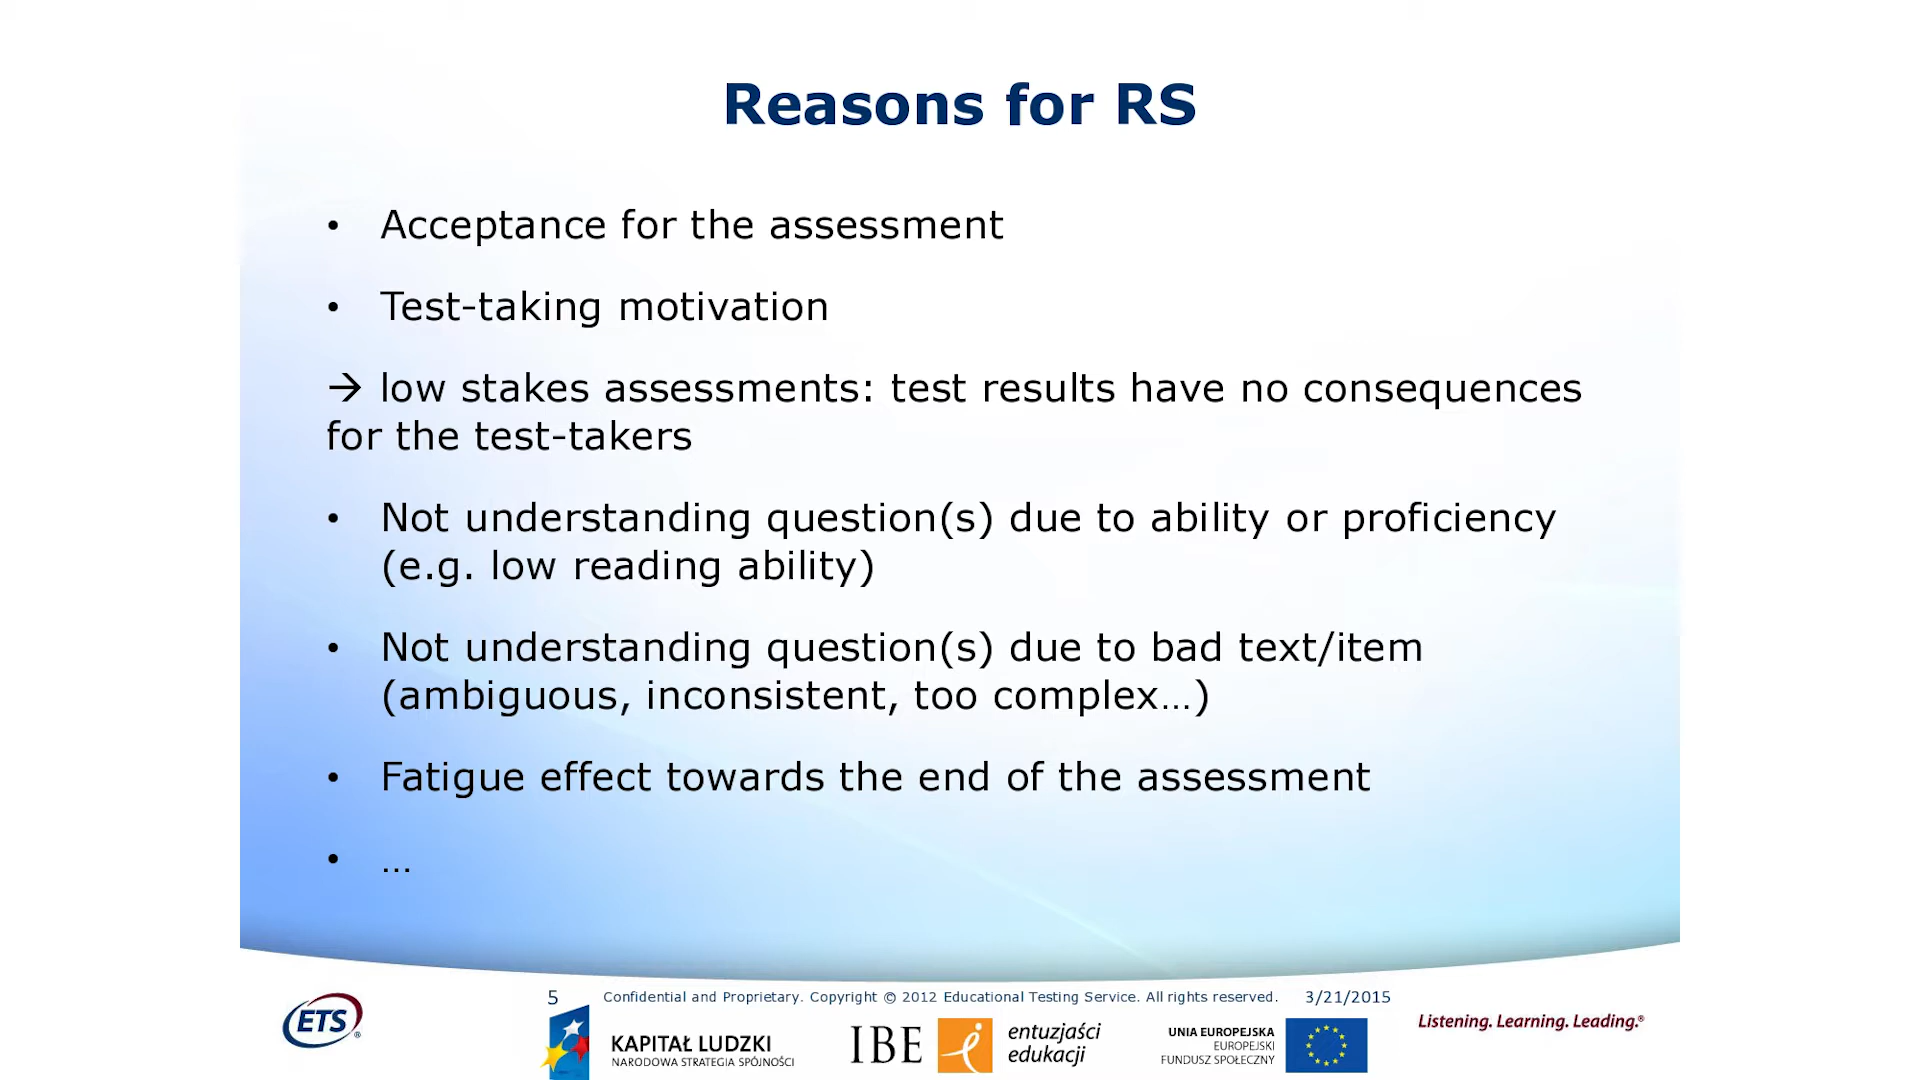 Reasons for RS
• Acceptance for the assessment
• Test-taking motivation
→ low stakes assessments: test results have no consequences
for the test-takers
• Not understanding question(s) due to ability or proficiency
(e.g. low reading ability)
• Not understanding question(s) due to bad text/item
(ambiguous, inconsistent, too complex…)
• Fatigue effect towards the end of the assessment
• …
5 Confidential and Proprietary. Copyright © 2012 Educational Testing Service. All rights reserved. 3/21/2015
ETS®
KAPITAŁ LUDZKI
NARODOWA STRATEGIA SPÓJNOŚCI
IBE
entuzjaści
edukacji
UNIA EUROPEJSKA
EUROPEJSKI
FUNDUSZ SPOŁECZNY
Listening. Learning. Leading.®